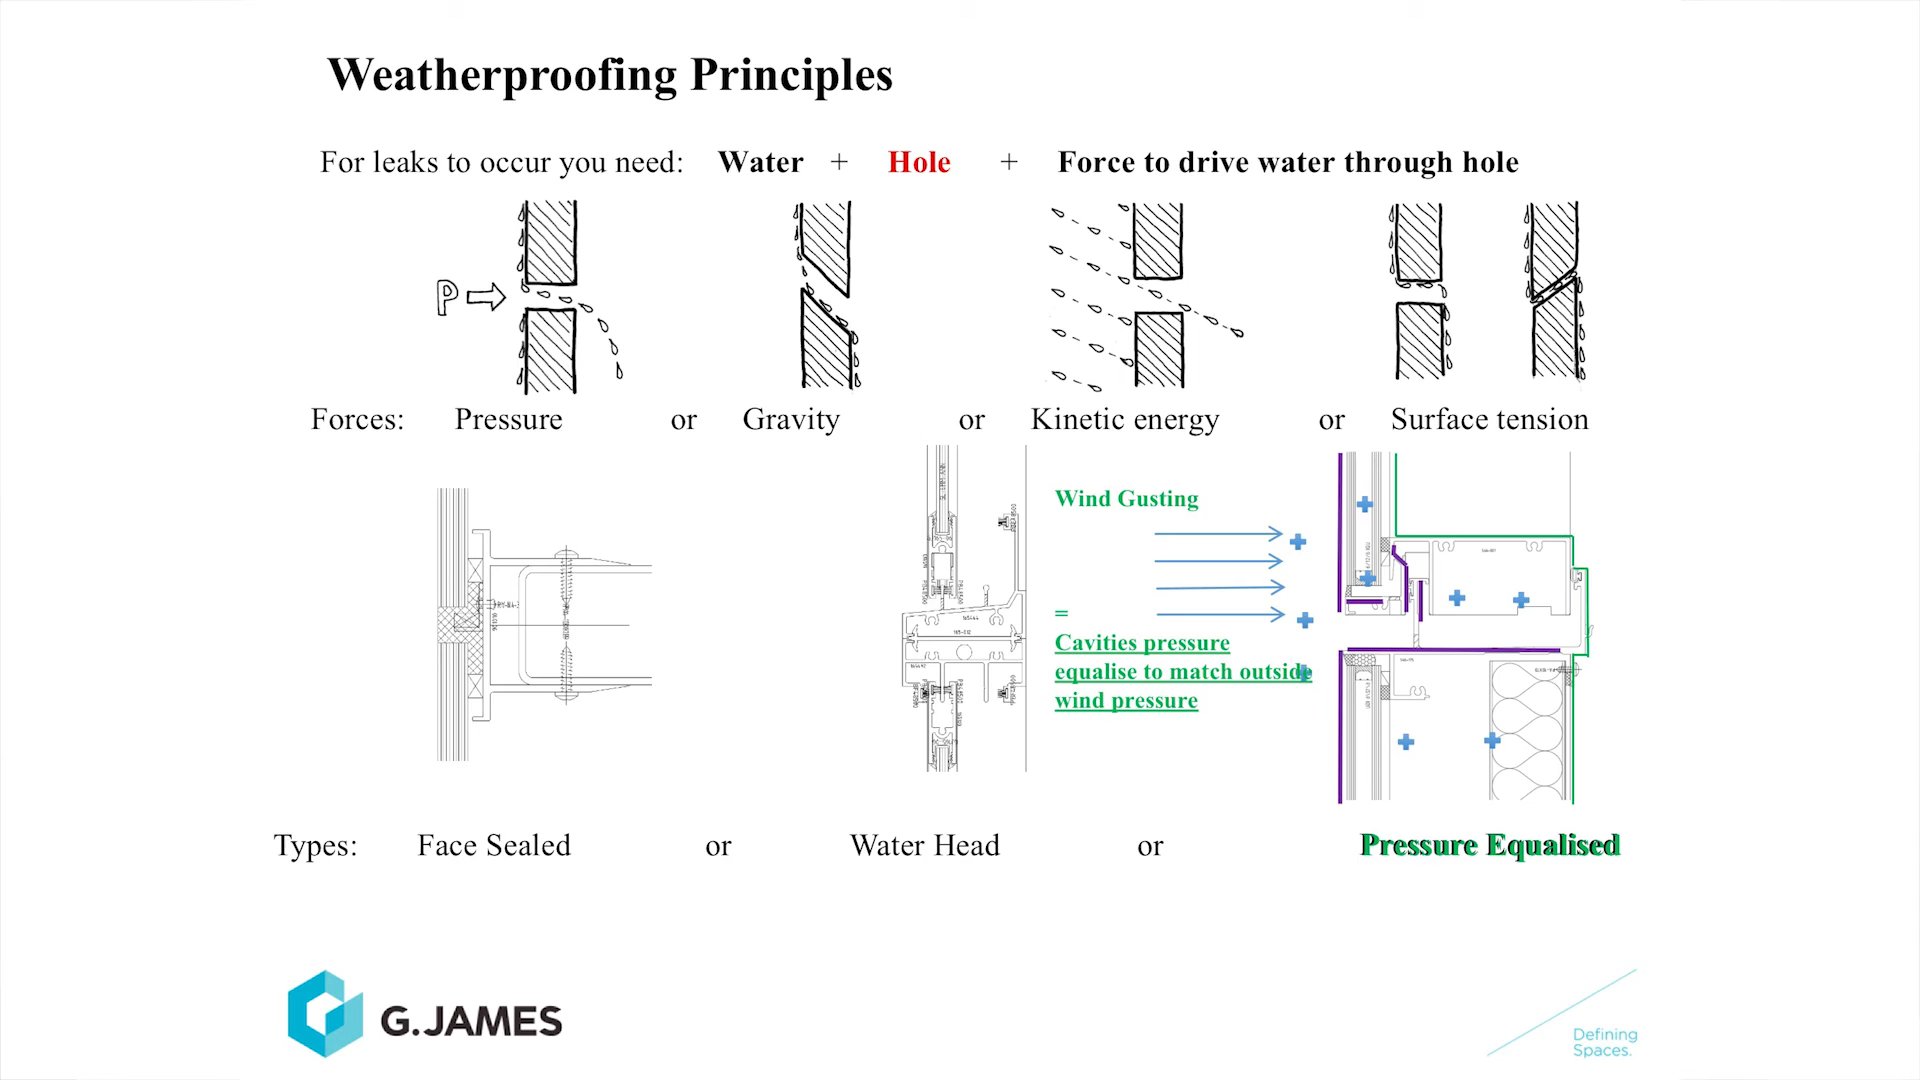 Weatherproofing Principles
For leaks to occur you need: Water + Hole + Force to drive water through hole
P
Forces: Pressure or Gravity or Kinetic energy or Surface tension
Wind Gusting
=
Cavities pressure
equalise to match outside
wind pressure
165-012
Types: Face Sealed or Water Head or Pressure Equalised
G.JAMES
Defining
Spaces.